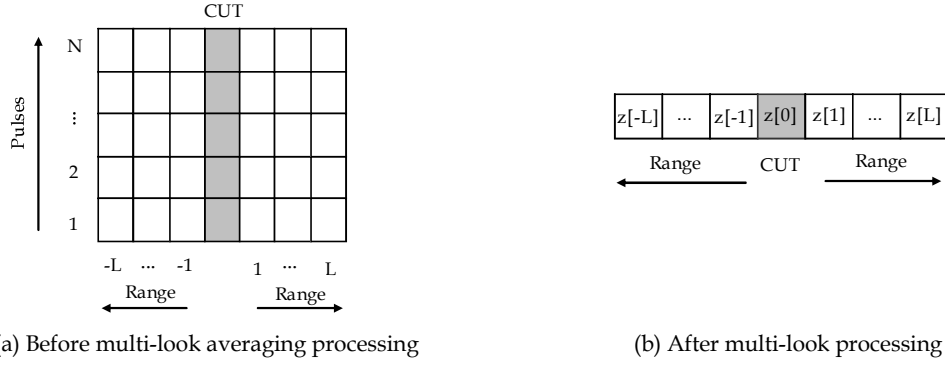 CUT
N
...
2
1
Pulses
-L ... -1 1 ... L
Range Range
z[-L] ... z[-1] z[0] z[1] ... z[L]
Range CUT Range
a) Before multi-look averaging processing
(b) After multi-look processing